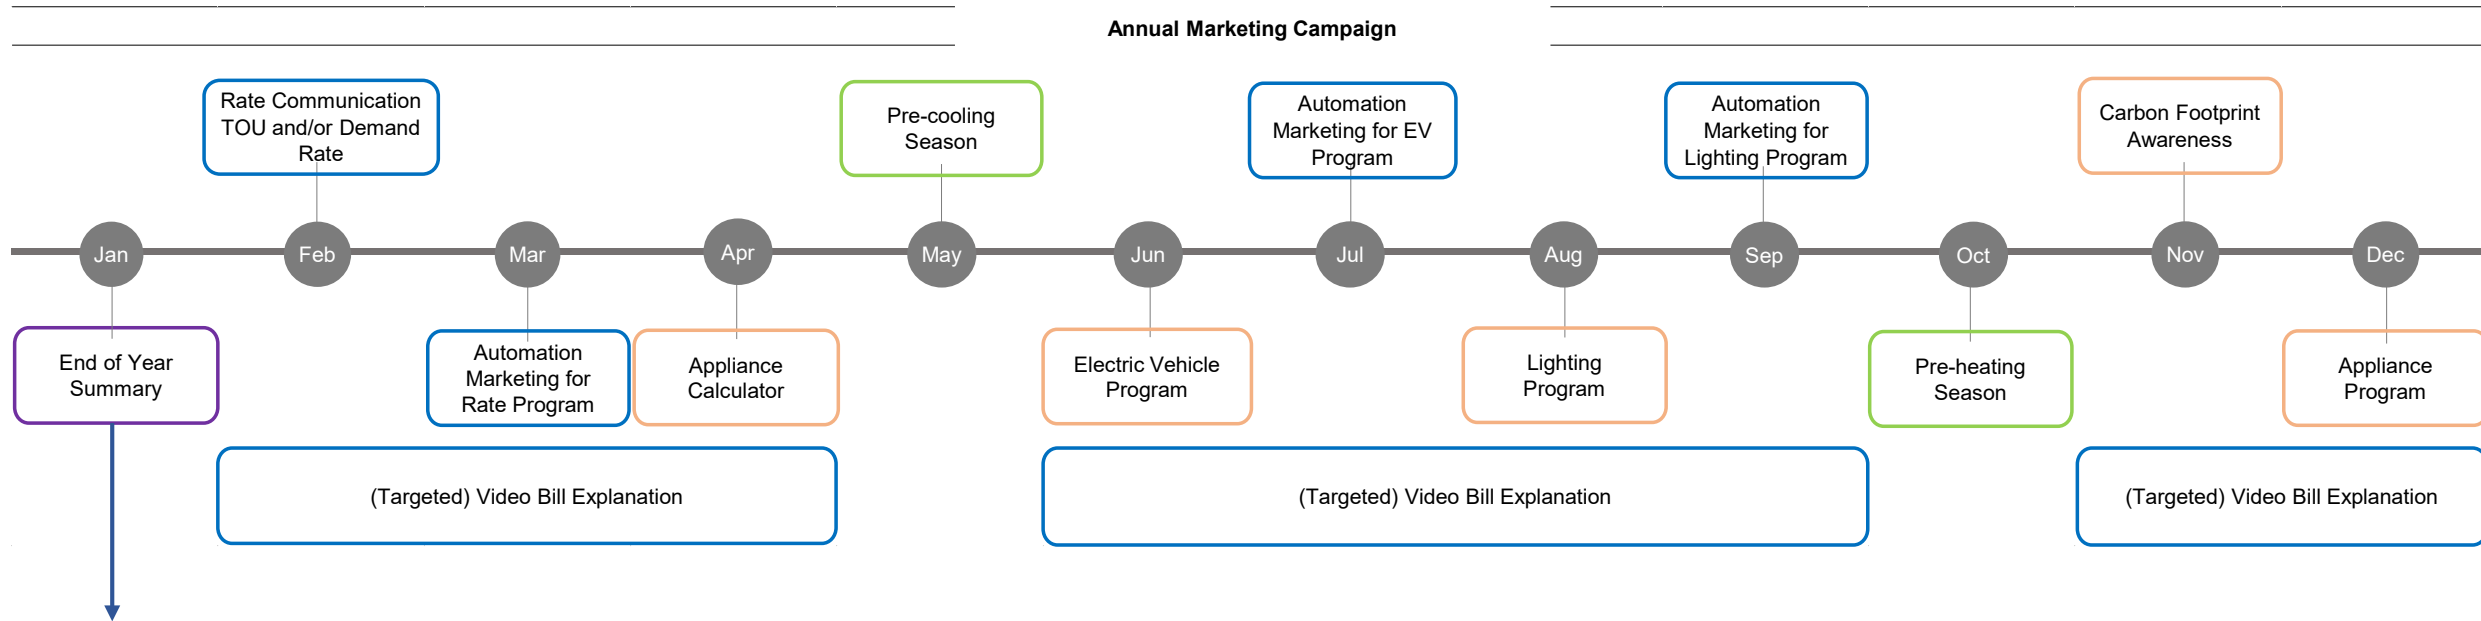 Annual Marketing Campaign
Rate Communication
TOU and/or Demand
Rate
Pre-cooling
Season
Automation
Marketing for EV
Program
Automation
Marketing for
Lighting Program
Carbon Footprint
Awareness
Jan
Feb
Mar
Apr
May
Jun
Jul
Aug
Sep
Oct
Nov
Dec
End of Year
Summary
Automation
Marketing for
Rate Program
Appliance
Calculator
Electric Vehicle
Program
Lighting
Program
Pre-heating
Season
Appliance
Program
(Targeted) Video Bill Explanation
(Targeted) Video Bill Explanation
(Targeted) Video Bill Explanation